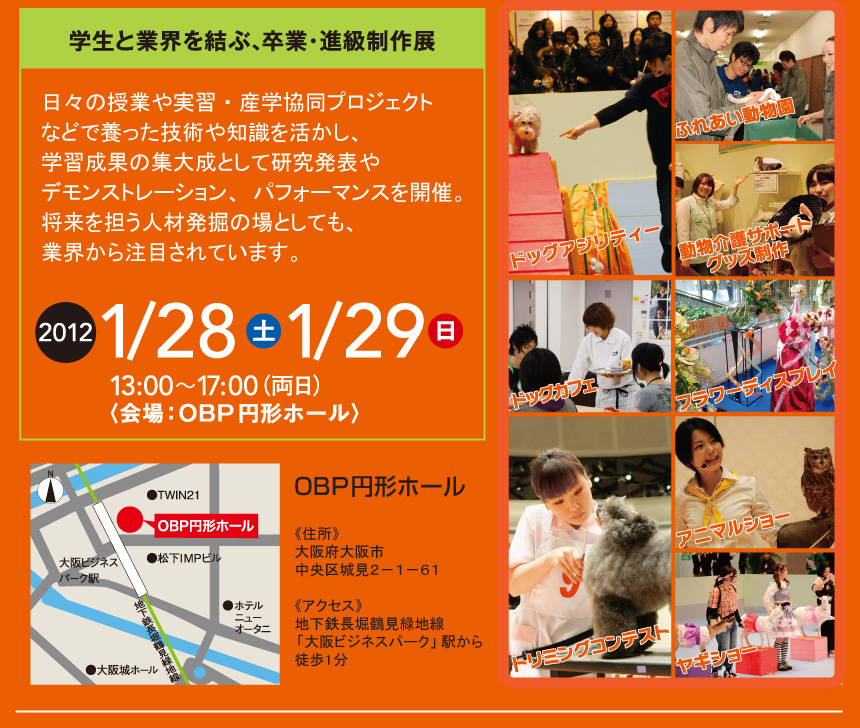 学生と業界を結ぶ、卒業・進級制作展
日々の授業や実習・産学協同プロジェクト
などで養った技術や知識を活かし、
学習成果の集大成として研究発表や
デモンストレーション、パフォーマンスを開催。
将来を担う人材発掘の場としても、
業界から注目されています。
2012 1/28 土 1/29 日
13:00～17:00（両日）
〈会場：OBP円形ホール〉
N
TWIN21
OBP円形ホール
大阪ビジネス
パーク駅
松下IMPビル
ホテル
ニュー
オータニ
地下鉄長堀鶴見緑地線
大阪城ホール
OBP円形ホール
《住所》
大阪府大阪市
中央区城見2－1－61
《アクセス》
地下鉄長堀鶴見緑地線
「大阪ビジネスパーク」駅から
徒歩1分
ドッグアジリティー
ふれあい動物園
動物介護サポート
グッズ制作
ドッグカフェ
フラワーディスプレイ
トリミングコンテスト
アニマルショー
ヤギショー